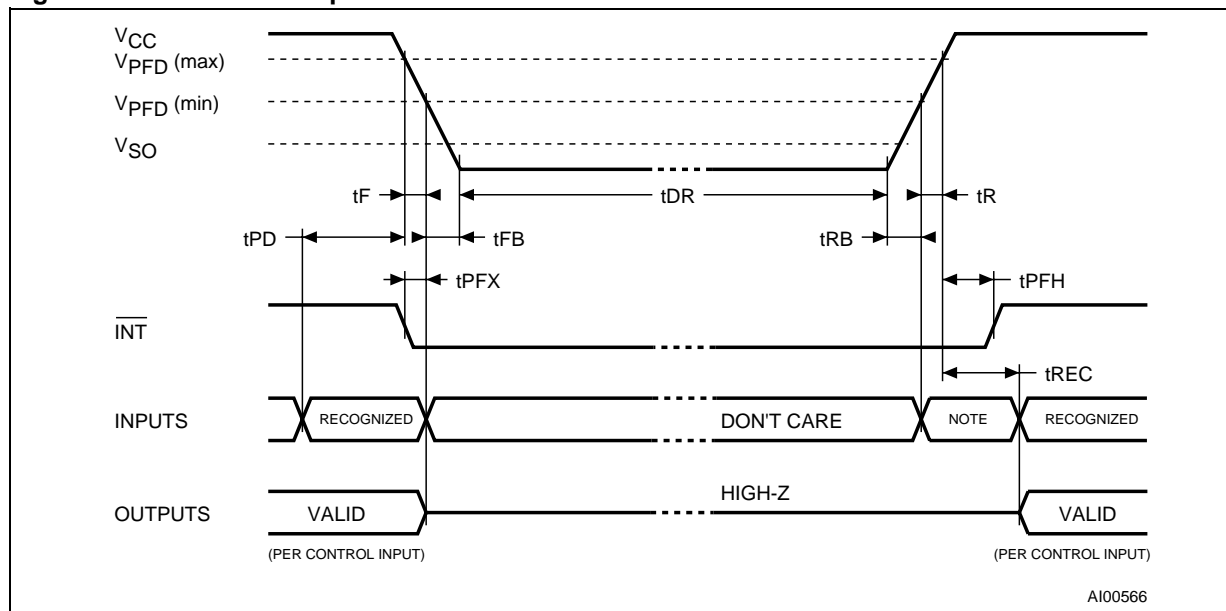 VCC
VPFD (max)
VPFD (min)
VSO
tF
tDR
tR
tPD
tFB
tRB
tPFX
tPFH
INT
tREC
INPUTS
RECOGNIZED
DON'T CARE
NOTE
RECOGNIZED
HIGH-Z
OUTPUTS
VALID
VALID
(PER CONTROL INPUT)
(PER CONTROL INPUT)
AI00566